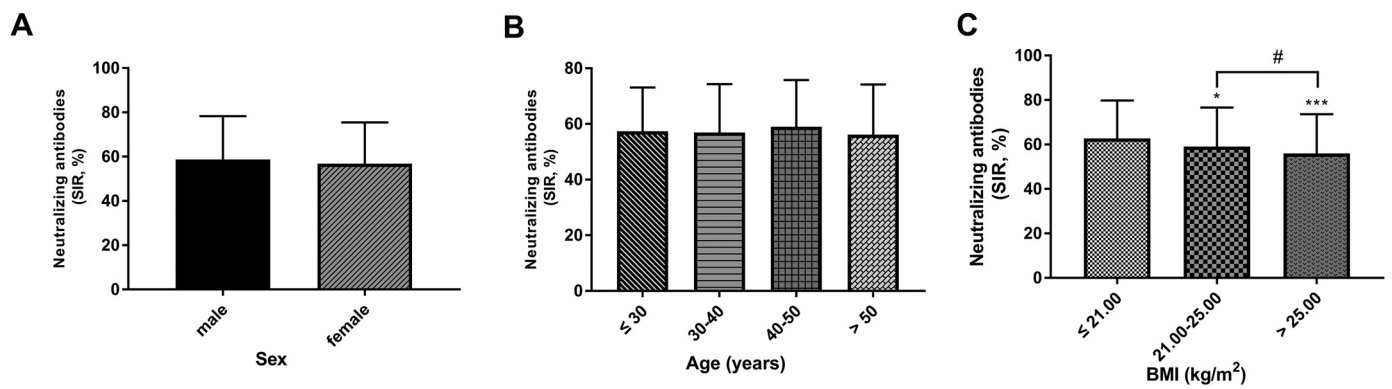 A
Neutralizing antibodies
(SIR, %)
100
80
60
40
20
0
male
female
Sex
B
Neutralizing antibodies
(SIR, %)
80
60
40
20
0
≤ 30
30-40
40-50
> 50
Age (years)
C
Neutralizing antibodies
(SIR, %)
100
80
60
40
20
0
#
*
***
≤ 21.00
21.00-25.00
> 25.00
BMI (kg/m²)